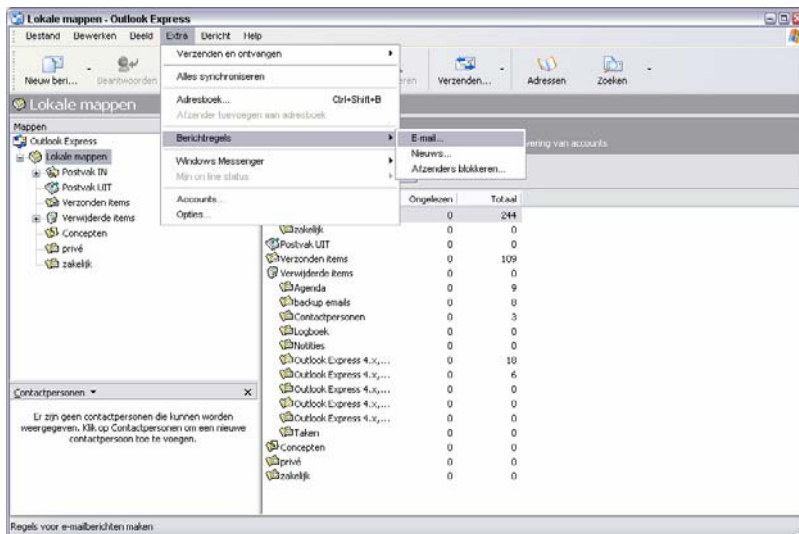 Lokale mappen - Outlook Express
Bestand Bewerken Beeld Extra Bericht Help
Nieuw beri... Beantwoorden Verzenden... Adressen Zoeken
Lokale mappen
Verzenden en ontvangen
Alles synchroniseren
Adresboek... Ctrl+Shift+B
Afzender toevoegen aan adresboek
Berichtregels
Windows Messenger
Mijn on line status
Accounts...
Opties...
E-mail...
Nieuws...
Afzenders blokkeren...
van accounts
Mappen
Outlook Express
Lokale mappen
Postvak IN
Postvak UIT
Verzonden items
Verwijderde items
Concepten
privé
zakelijk
Ongelezen Totaal
0 244
zakelijk 0 0
Postvak UIT 0 0
Verzonden items 0 109
Verwijderde items 0 0
Agenda 0 9
backup emails 0 0
Contactpersonen 0 3
Logboek 0 0
Notities 0 0
Outlook Express 4.x,... 0 10
Outlook Express 4.x,... 0 6
Outlook Express 4.x,... 0 0
Outlook Express 4.x,... 0 0
Outlook Express 4.x,... 0 0
Taken 0 0
Concepten 0 0
privé 0 0
zakelijk 0 0
Contactpersonen
Er zijn geen contactpersonen die kunnen worden
weergegeven. Klik op Contactpersonen om een nieuwe
contactpersoon toe te voegen.
Regels voor e-mailberichten maken